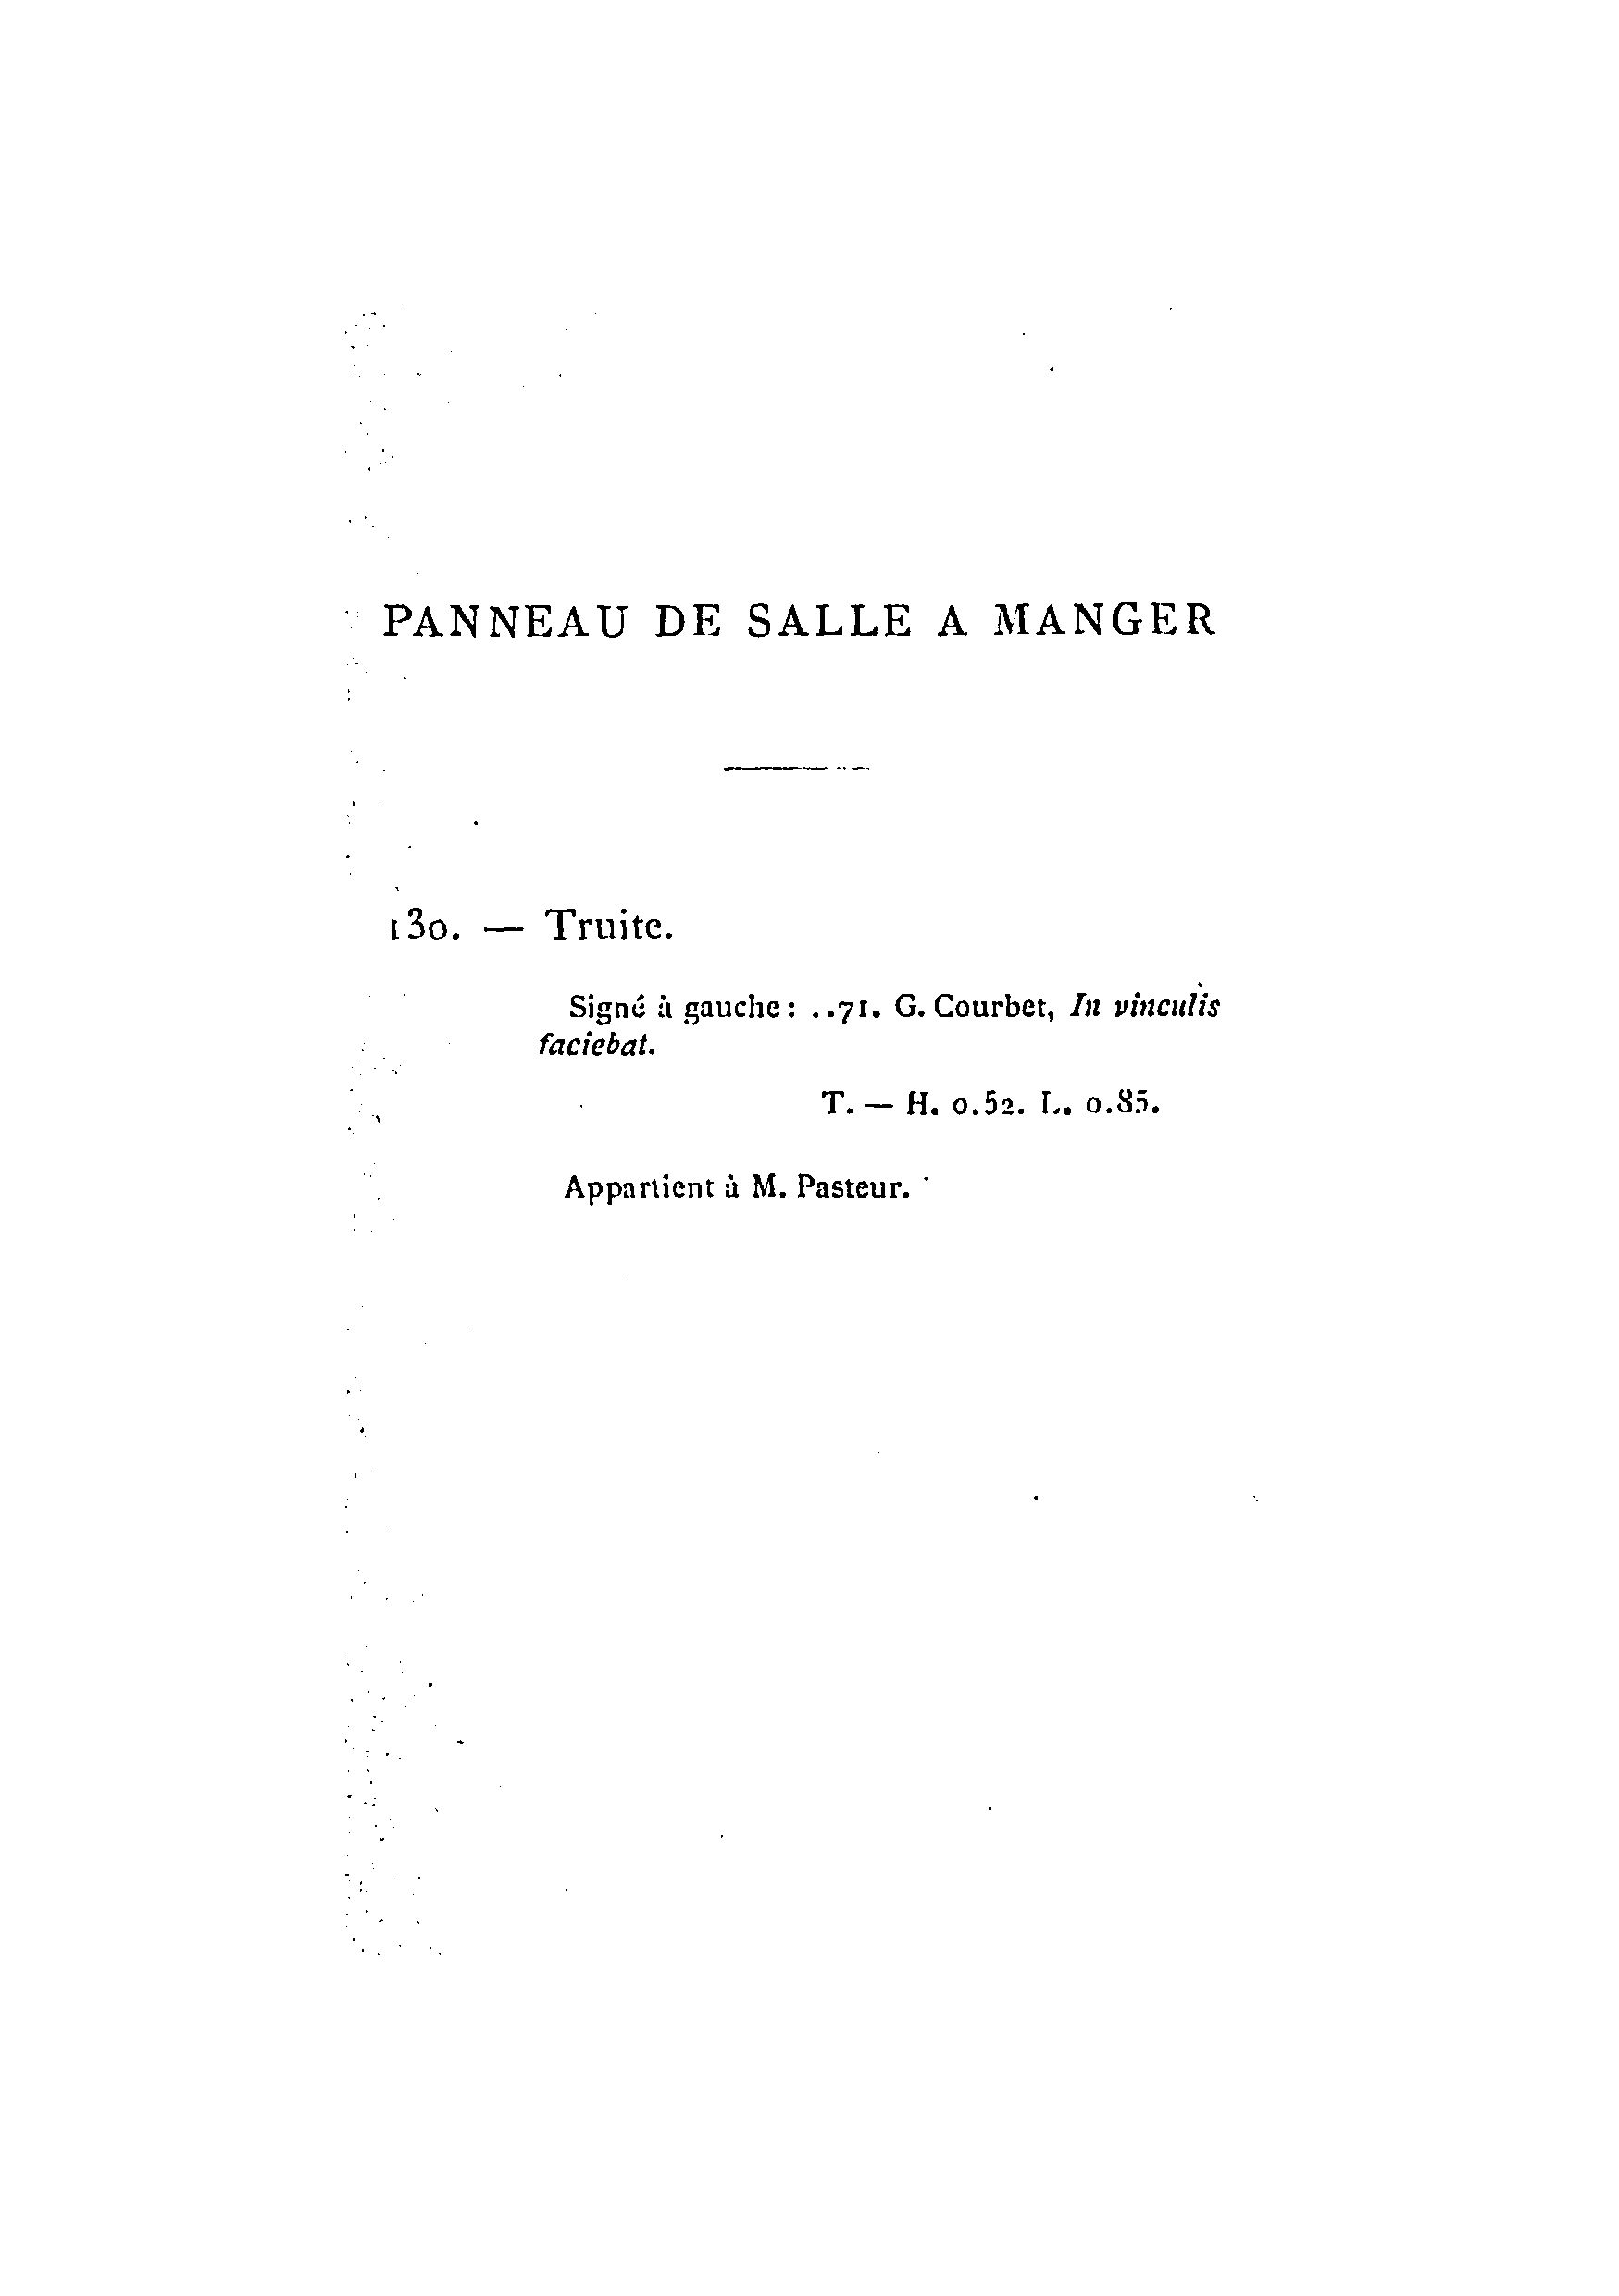 PANNEAU DE SALLE A MANGER
130. — Truite.
Signé à gauche: ..71. G. Courbet, In vinculis
faciebat.
T. — H. 0.52. L. 0.85.
Appartient à M. Pasteur.